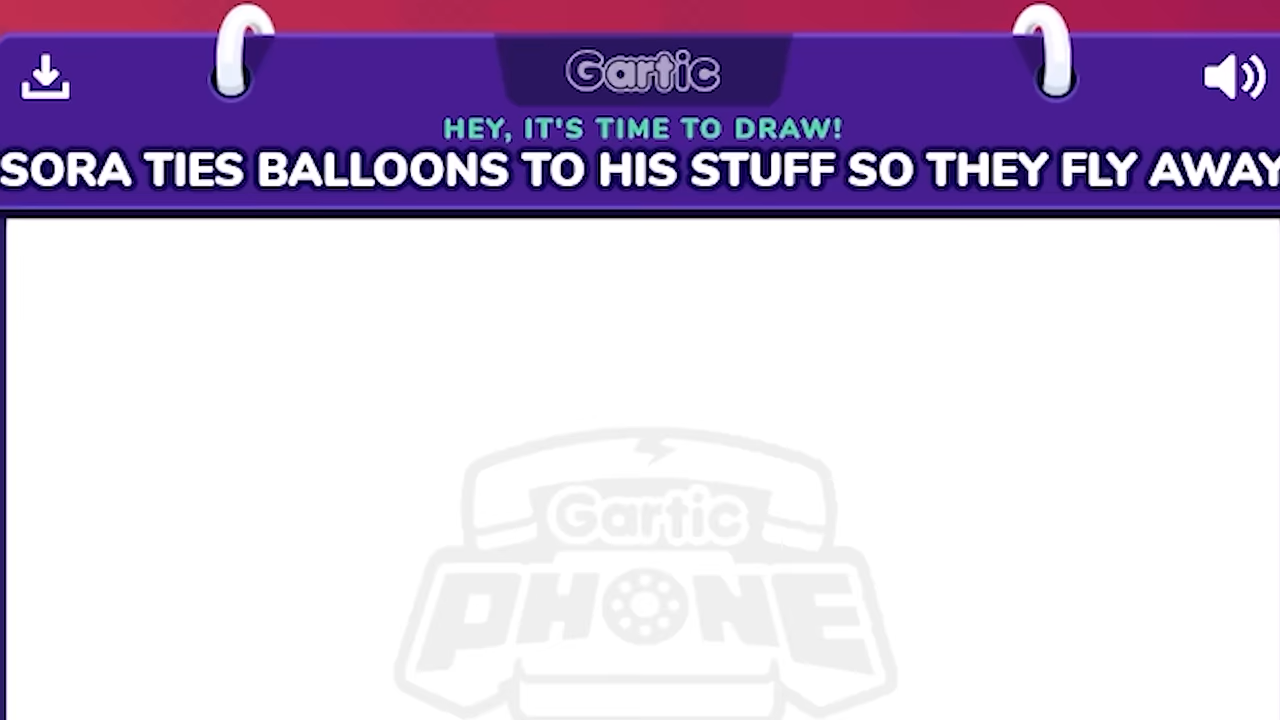 Gartic
HEY, IT'S TIME TO DRAW!
SORA TIES BALLOONS TO HIS STUFF SO THEY FLY AWAY
Gartic
PHONE